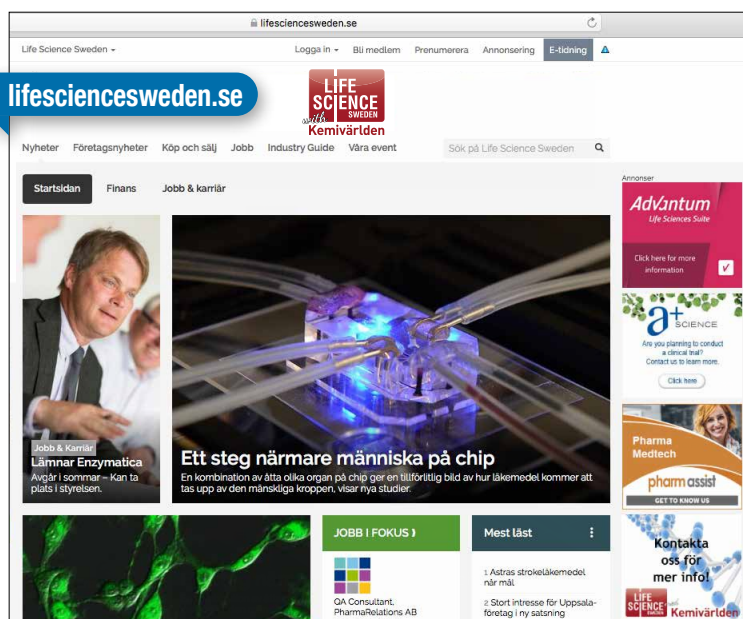 lifesciencesweden.se
Life Science Sweden
Logga in
Bli medlem
Prenumerera
Annonsering
E-tidning
lifesciencesweden.se
LIFE
SCIENCE
SWEDEN
with
Kemivärlden
Nyheter
Företagsnyheter
Köp och sälj
Jobb
Industry Guide
Våra event
Sök på Life Science Sweden
Startsidan
Finans
Jobb & karriär
Jobb & Karriär
Lämnar Enzymatica
Avgår i sommar – Kan ta
plats i styrelsen.
Ett steg närmare människa på chip
En kombination av åtta olika organ på chip ger en tillförlitlig bild av hur läkemedel kommer att
tas upp av den mänskliga kroppen, visar nya studier.
JOBB I FOKUS
QA Consultant,
PharmaRelations AB
Mest läst
1 Astras strokeläkemedel
når mål
2 Stort intresse för Uppsala-
företag i ny satsning
Annonser
Advantum
Life Sciences Suite
Click here for more
information
a+
SCIENCE
Are you planning to conduct
a clinical trial?
Contact us to learn more.
Click here
Pharma
Medtech
pharm assist
GET TO KNOW US
Kontakta
oss för
mer info!
LIFE
SCIENCE
SWEDEN
with
Kemivärlden